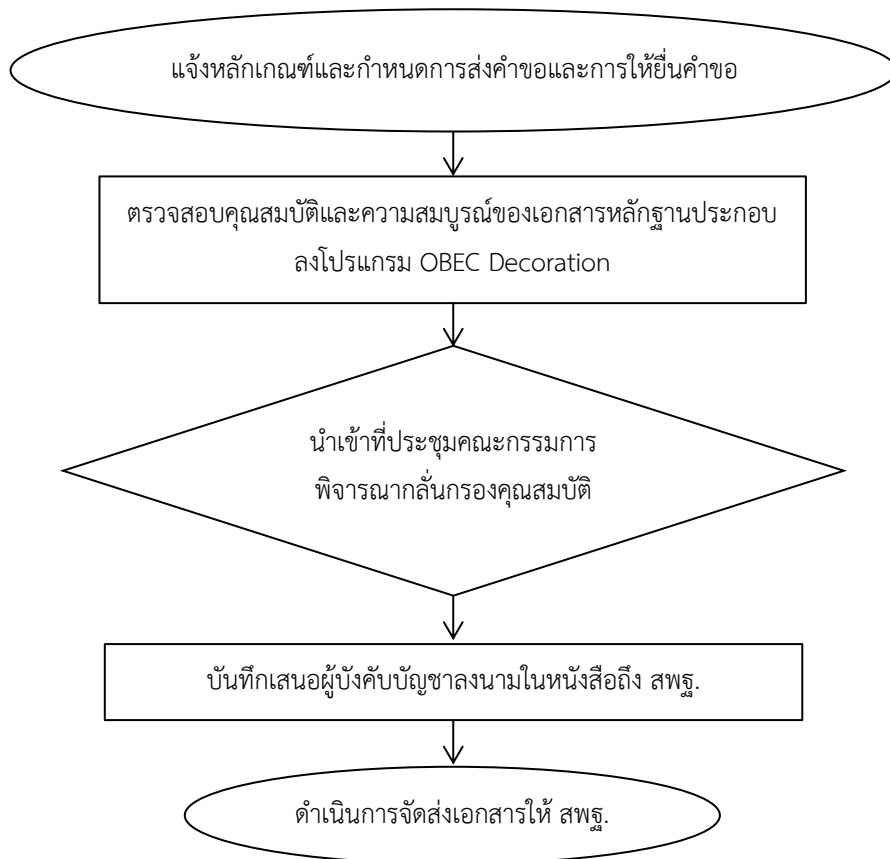 แจ้งหลักเกณฑ์และกำหนดการส่งคำขอและการให้ยื่นคำขอ
ตรวจสอบคุณสมบัติและความสมบูรณ์ของเอกสารหลักฐานประกอบ
ลงโปรแกรม OBEC Decoration
นำเข้าที่ประชุมคณะกรรมการ
พิจารณากลั่นกรองคุณสมบัติ
บันทึกเสนอผู้บังคับบัญชาลงนามในหนังสือถึง สพฐ.
ดำเนินการจัดส่งเอกสารให้ สพฐ.